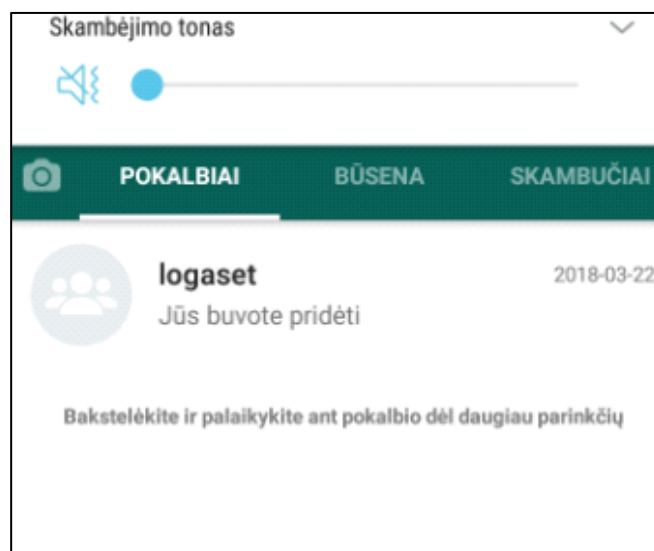 Skambėjimo tonas
POKALBIAI BŪSENA SKAMBUČIAI
logaset 2018-03-22
Jūs buvote pridėti
Bakstelėkite ir palaikykite ant pokalbio dėl daugiau parinkčių